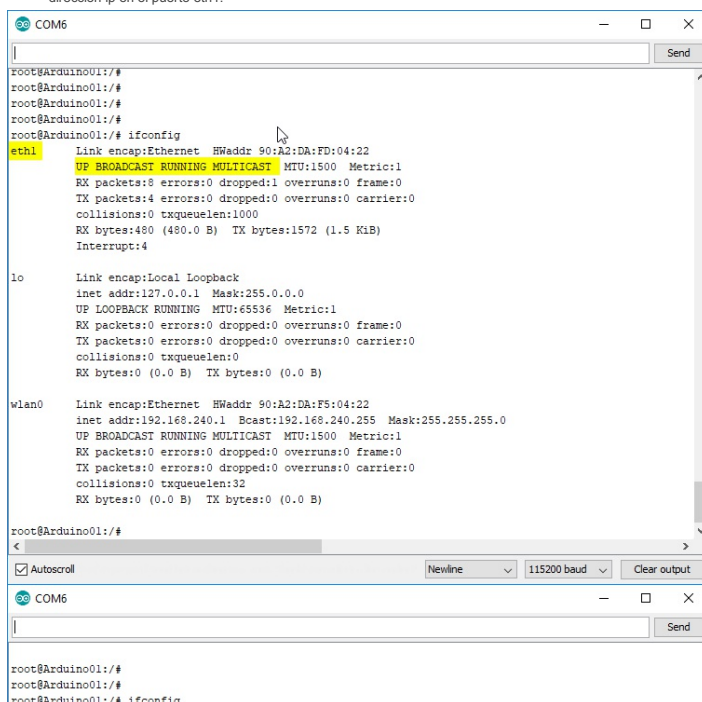 dirección ip en el puerto eth1.
COM6
Send
root@Arduino01:/#
root@Arduino01:/#
root@Arduino01:/#
root@Arduino01:/#
root@Arduino01:/# ifconfig
eth1 Link encap:Ethernet HWaddr 90:A2:DA:FD:04:22
UP BROADCAST RUNNING MULTICAST MTU:1500 Metric:1
RX packets:8 errors:0 dropped:1 overruns:0 frame:0
TX packets:4 errors:0 dropped:0 overruns:0 carrier:0
collisions:0 txqueuelen:1000
RX bytes:480 (480.0 B) TX bytes:1572 (1.5 KiB)
Interrupt:4
lo Link encap:Local Loopback
inet addr:127.0.0.1 Mask:255.0.0.0
UP LOOPBACK RUNNING MTU:65536 Metric:1
RX packets:0 errors:0 dropped:0 overruns:0 frame:0
TX packets:0 errors:0 dropped:0 overruns:0 carrier:0
collisions:0 txqueuelen:0
RX bytes:0 (0.0 B) TX bytes:0 (0.0 B)
wlan0 Link encap:Ethernet HWaddr 90:A2:DA:F5:04:22
inet addr:192.168.240.1 Bcast:192.168.240.255 Mask:255.255.255.0
UP BROADCAST RUNNING MULTICAST MTU:1500 Metric:1
RX packets:0 errors:0 dropped:0 overruns:0 frame:0
TX packets:0 errors:0 dropped:0 overruns:0 carrier:0
collisions:0 txqueuelen:32
RX bytes:0 (0.0 B) TX bytes:0 (0.0 B)
root@Arduino01:/#
Autoscroll Newline 115200 baud Clear output
COM6
Send
root@Arduino01:/#
root@Arduino01:/#
root@Arduino01:/# ifconfig